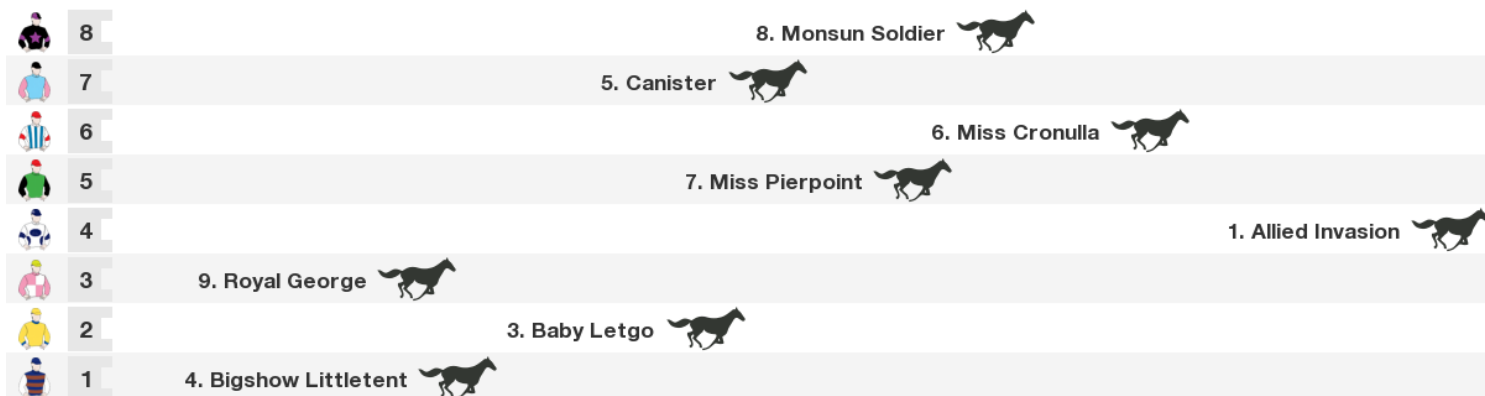 8 8. Monsun Soldier
7 5. Canister
6 6. Miss Cronulla
5 7. Miss Pierpoint
4 1. Allied Invasion
3 9. Royal George
2 3. Baby Letgo
1 4. Bigshow Littletent